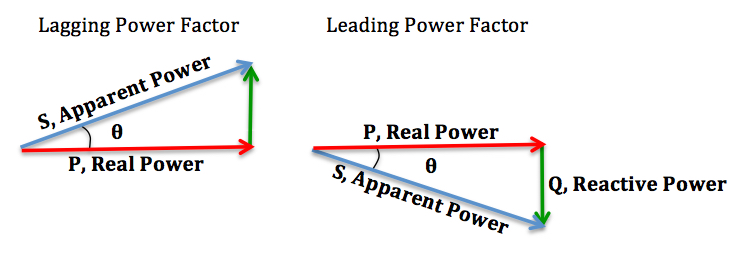 Lagging Power Factor
S, Apparent Power
θ
P, Real Power
Leading Power Factor
P, Real Power
θ
S, Apparent Power
Q, Reactive Power